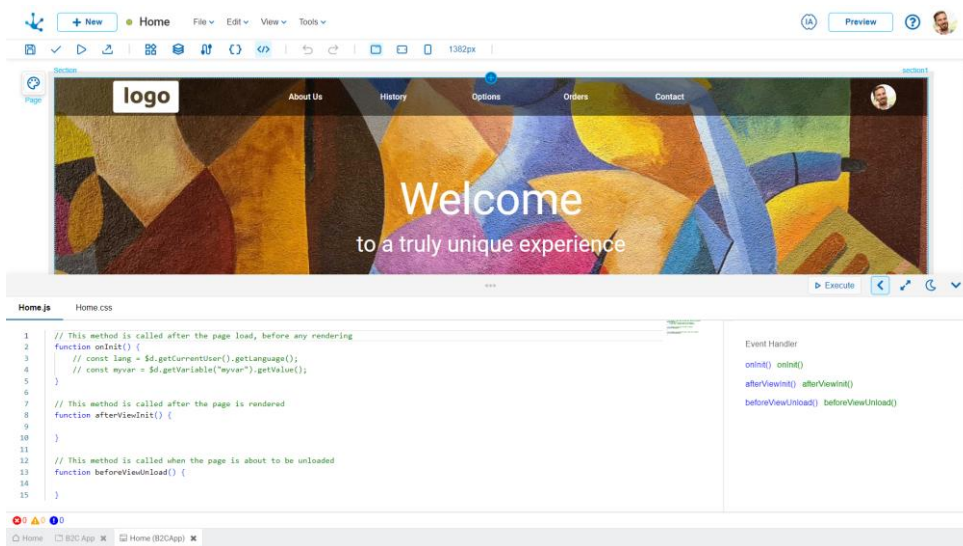 + New
Home
File
Edit
View
Tools
IA
Preview
?
</>
1382px
Page
Section
section1
logo
About Us
History
Options
Orders
Contact
Welcome
to a truly unique experience
Execute
Home.js
Home.css
1 // This method is called after the page load, before any rendering
2 function onInit() {
3 // const lang = $d.getCurrentUser().getLanguage();
4 // const myvar = $d.getVariable("myvar").getValue();
5 }
6
7 // This method is called after the page is rendered
8 function afterViewInit() {
9
10 }
11
12 // This method is called when the page is about to be unloaded
13 function beforeViewUnload() {
14
15 }
Event Handler
onInit() onInit()
afterViewInit() afterViewInit()
beforeViewUnload() beforeViewUnload()
0 0 0
Home
B2C App
Home (B2CApp)